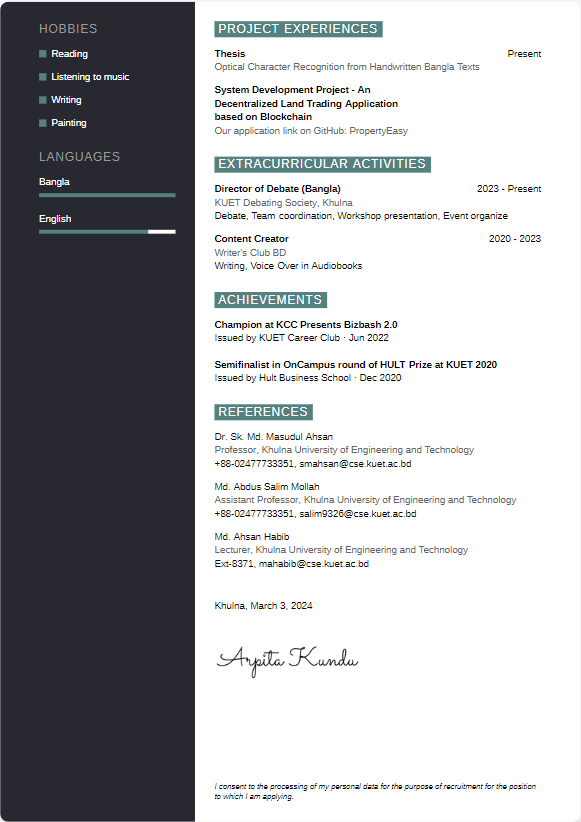 HOBBIES
Reading
Listening to music
Writing
Painting
LANGUAGES
Bangla
English
PROJECT EXPERIENCES
Thesis Present
Optical Character Recognition from Handwritten Bangla Texts
System Development Project - An
Decentralized Land Trading Application
based on Blockchain
Our application link on GitHub: PropertyEasy
EXTRACURRICULAR ACTIVITIES
Director of Debate (Bangla) 2023 - Present
KUET Debating Society, Khulna
Debate, Team coordination, Workshop presentation, Event organize
Content Creator 2020 - 2023
Writer's Club BD
Writing, Voice Over in Audiobooks
ACHIEVEMENTS
Champion at KCC Presents Bizbash 2.0
Issued by KUET Career Club · Jun 2022
Semifinalist in OnCampus round of HULT Prize at KUET 2020
Issued by Hult Business School · Dec 2020
REFERENCES
Dr. Sk. Md. Masudul Ahsan
Professor, Khulna University of Engineering and Technology
+88-02477733351, smahsan@cse.kuet.ac.bd
Md. Abdus Salim Mollah
Assistant Professor, Khulna University of Engineering and Technology
+88-02477733351, salim9326@cse.kuet.ac.bd
Md. Ahsan Habib
Lecturer, Khulna University of Engineering and Technology
Ext-8371, mahabib@cse.kuet.ac.bd
Khulna, March 3, 2024
Arpita Kundu
I consent to the processing of my personal data for the purpose of recruitment for the position
to which I am applying.